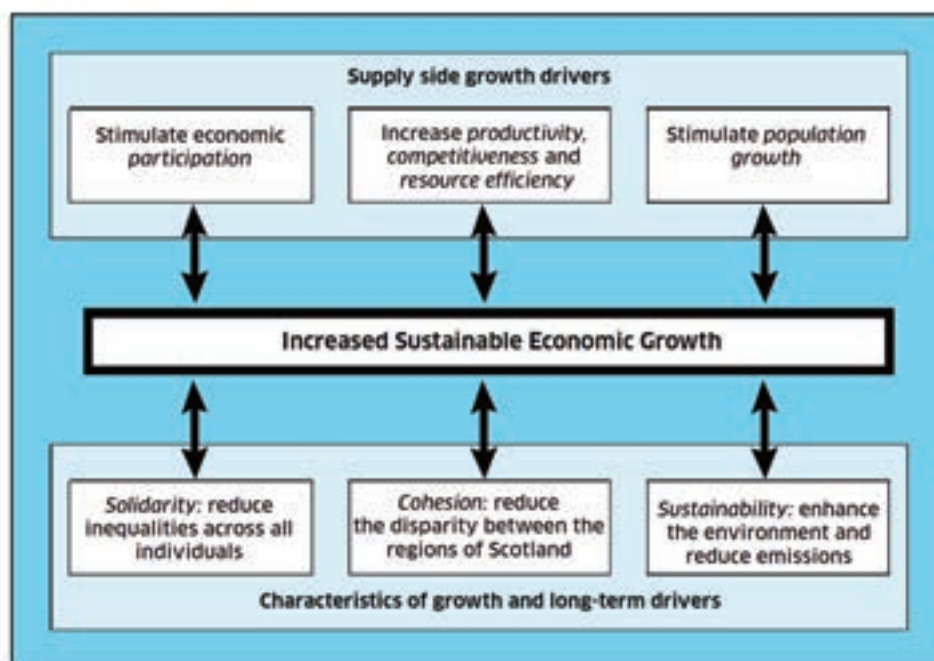 Supply side growth drivers
Stimulate economic
participation
Increase productivity,
competitiveness and
resource efficiency
Stimulate population
growth
Increased Sustainable Economic Growth
Solidarity: reduce
inequalities across all
individuals
Cohesion: reduce
the disparity between the
regions of Scotland
Sustainability: enhance
the environment and
reduce emissions
Characteristics of growth and long-term drivers